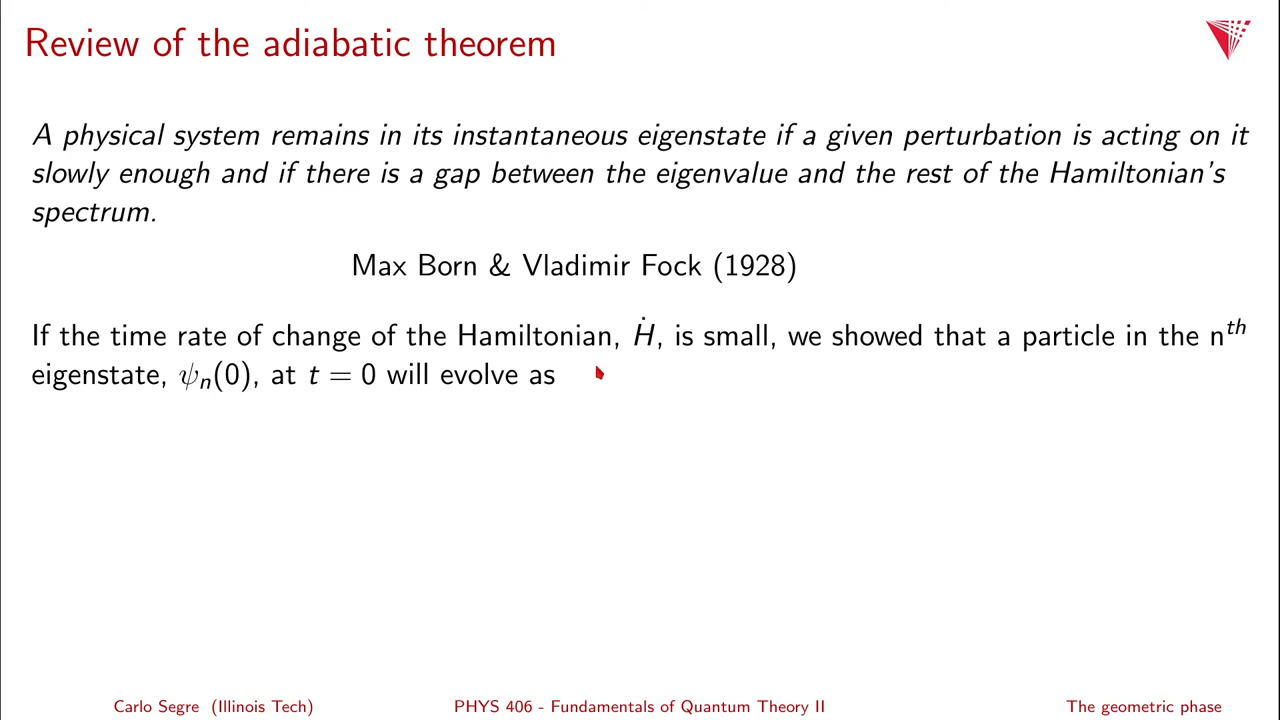 Review of the adiabatic theorem
A physical system remains in its instantaneous eigenstate if a given perturbation is acting on it
slowly enough and if there is a gap between the eigenvalue and the rest of the Hamiltonian's
spectrum.
Max Born & Vladimir Fock (1928)
If the time rate of change of the Hamiltonian, Ḣ, is small, we showed that a particle in the nᵗʰ
eigenstate, ψₙ(0), at t = 0 will evolve as
Carlo Segre (Illinois Tech) PHYS 406 - Fundamentals of Quantum Theory II The geometric phase